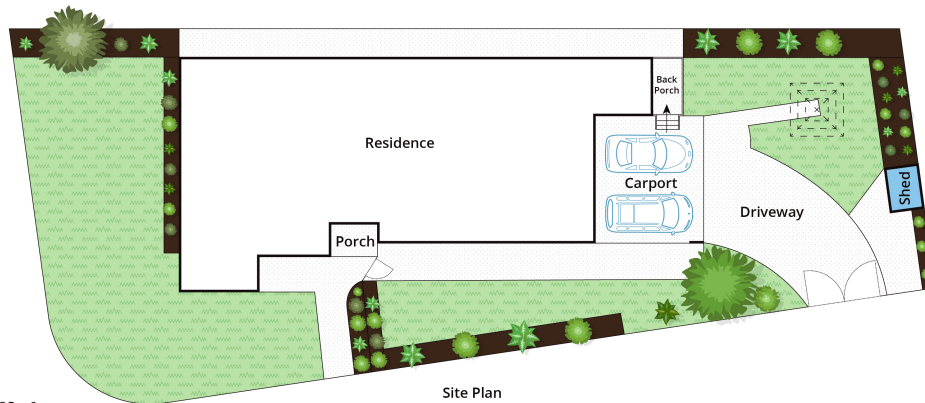 Back
Porch
Residence
Carport
Shed
Driveway
Porch
Site Plan